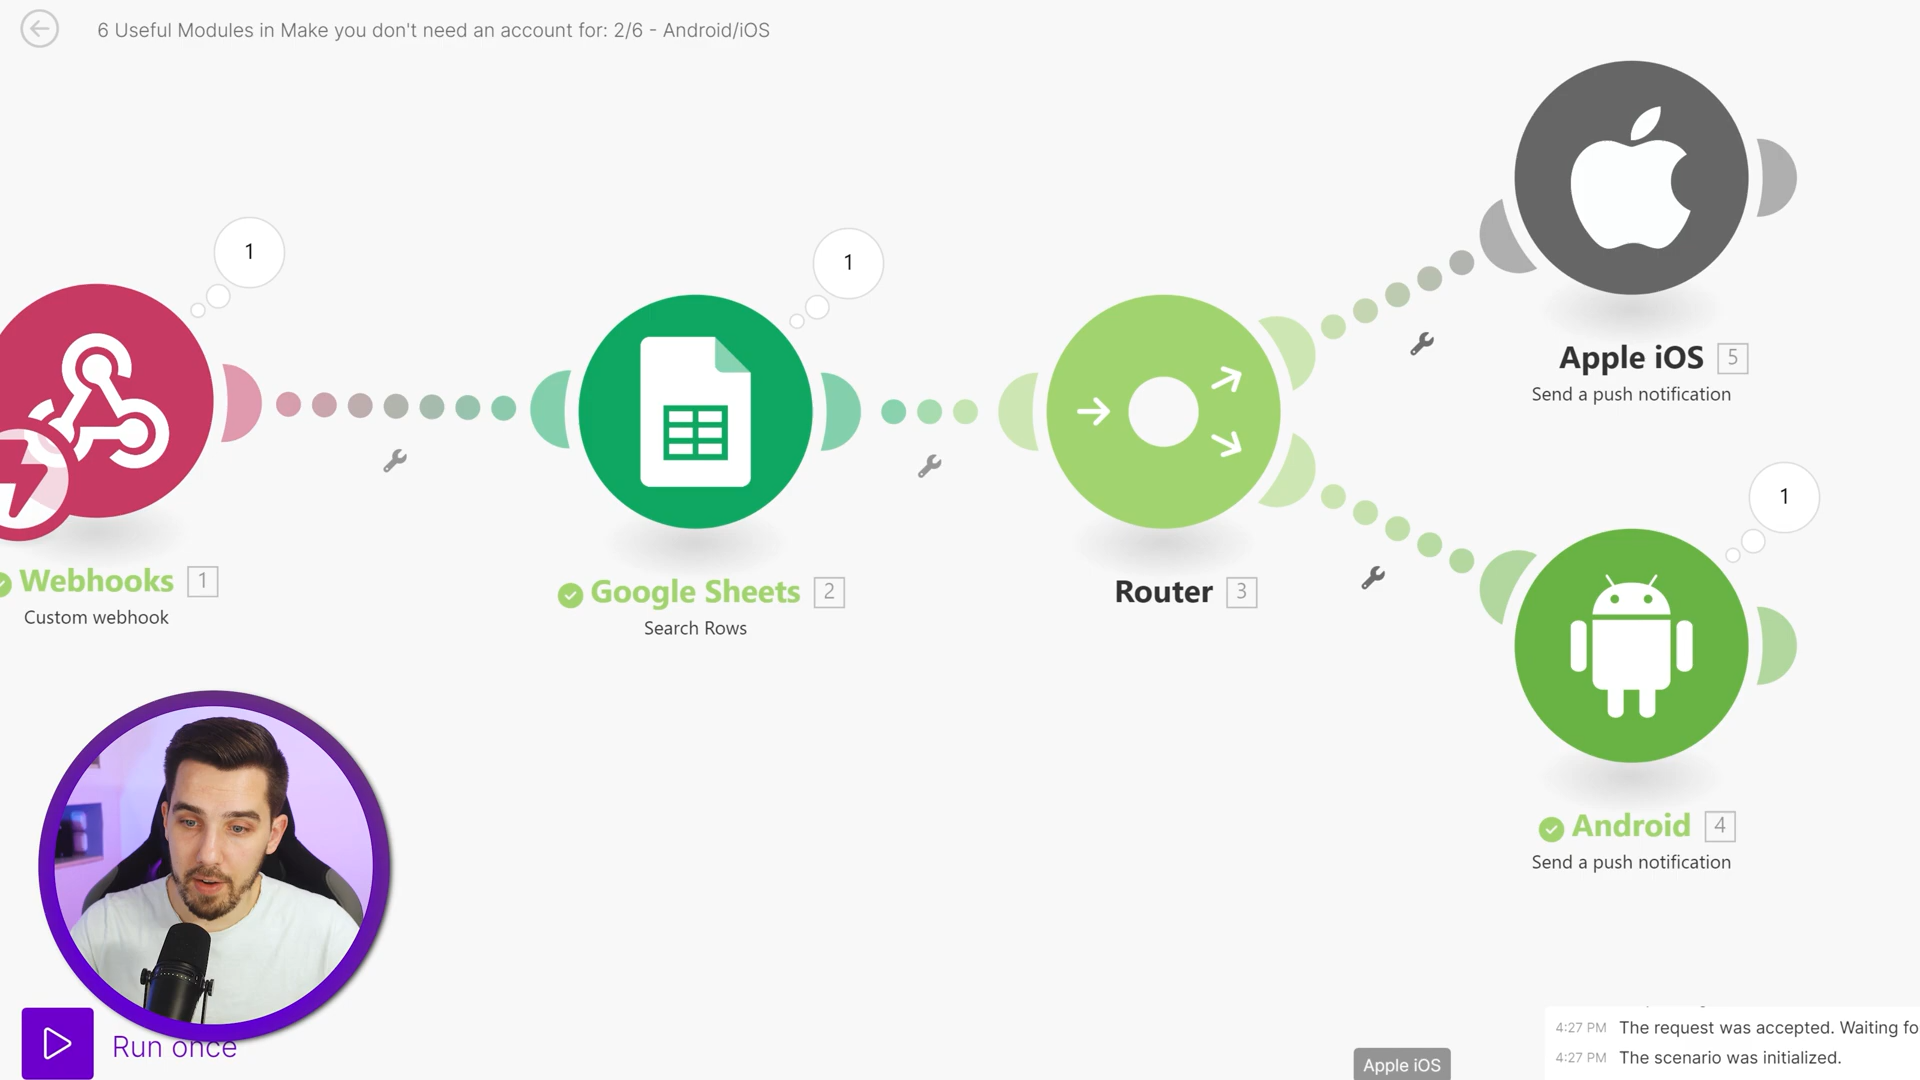 6 Useful Modules in Make you don't need an account for: 2/6 - Android/iOS
1
1
Apple iOS 5
Send a push notification
1
Webhooks 1
Custom webhook
Google Sheets 2
Search Rows
Router 3
Android 4
Send a push notification
Run once
4:27 PM The request was accepted. Waiting fo
4:27 PM The scenario was initialized.
Apple iOS